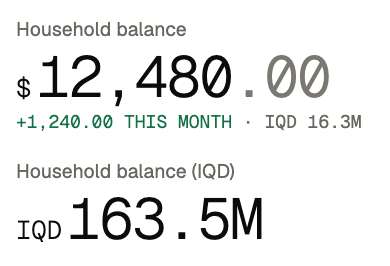 Household balance
$12,480.00
+1,240.00 THIS MONTH · IQD 16.3M
Household balance (IQD)
IQD 163.5M